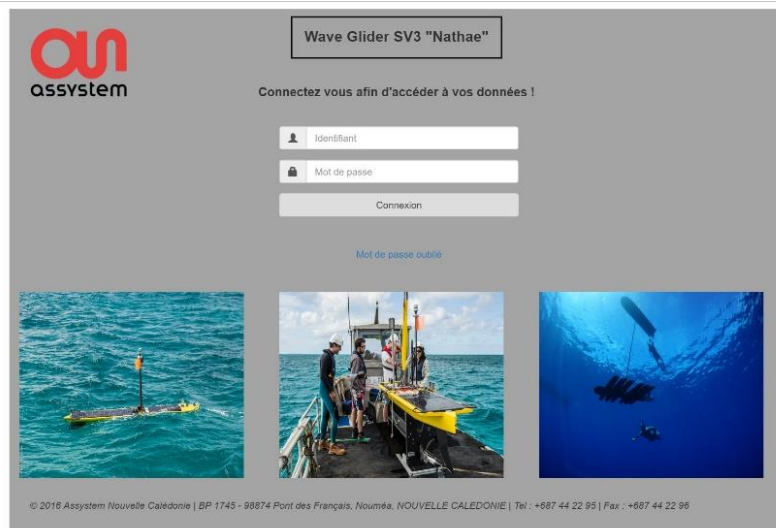 assystem
Wave Glider SV3 "Nathae"
Connectez vous afin d'accéder à vos données !
Identifiant
Mot de passe
Connexion
Mot de passe oublié
© 2016 Assystem Nouvelle Calédonie | BP 1745 - 98874 Pont des Français, Nouméa, NOUVELLE CALEDONIE | Tel : +687 44 22 95 | Fax : +687 44 22 96